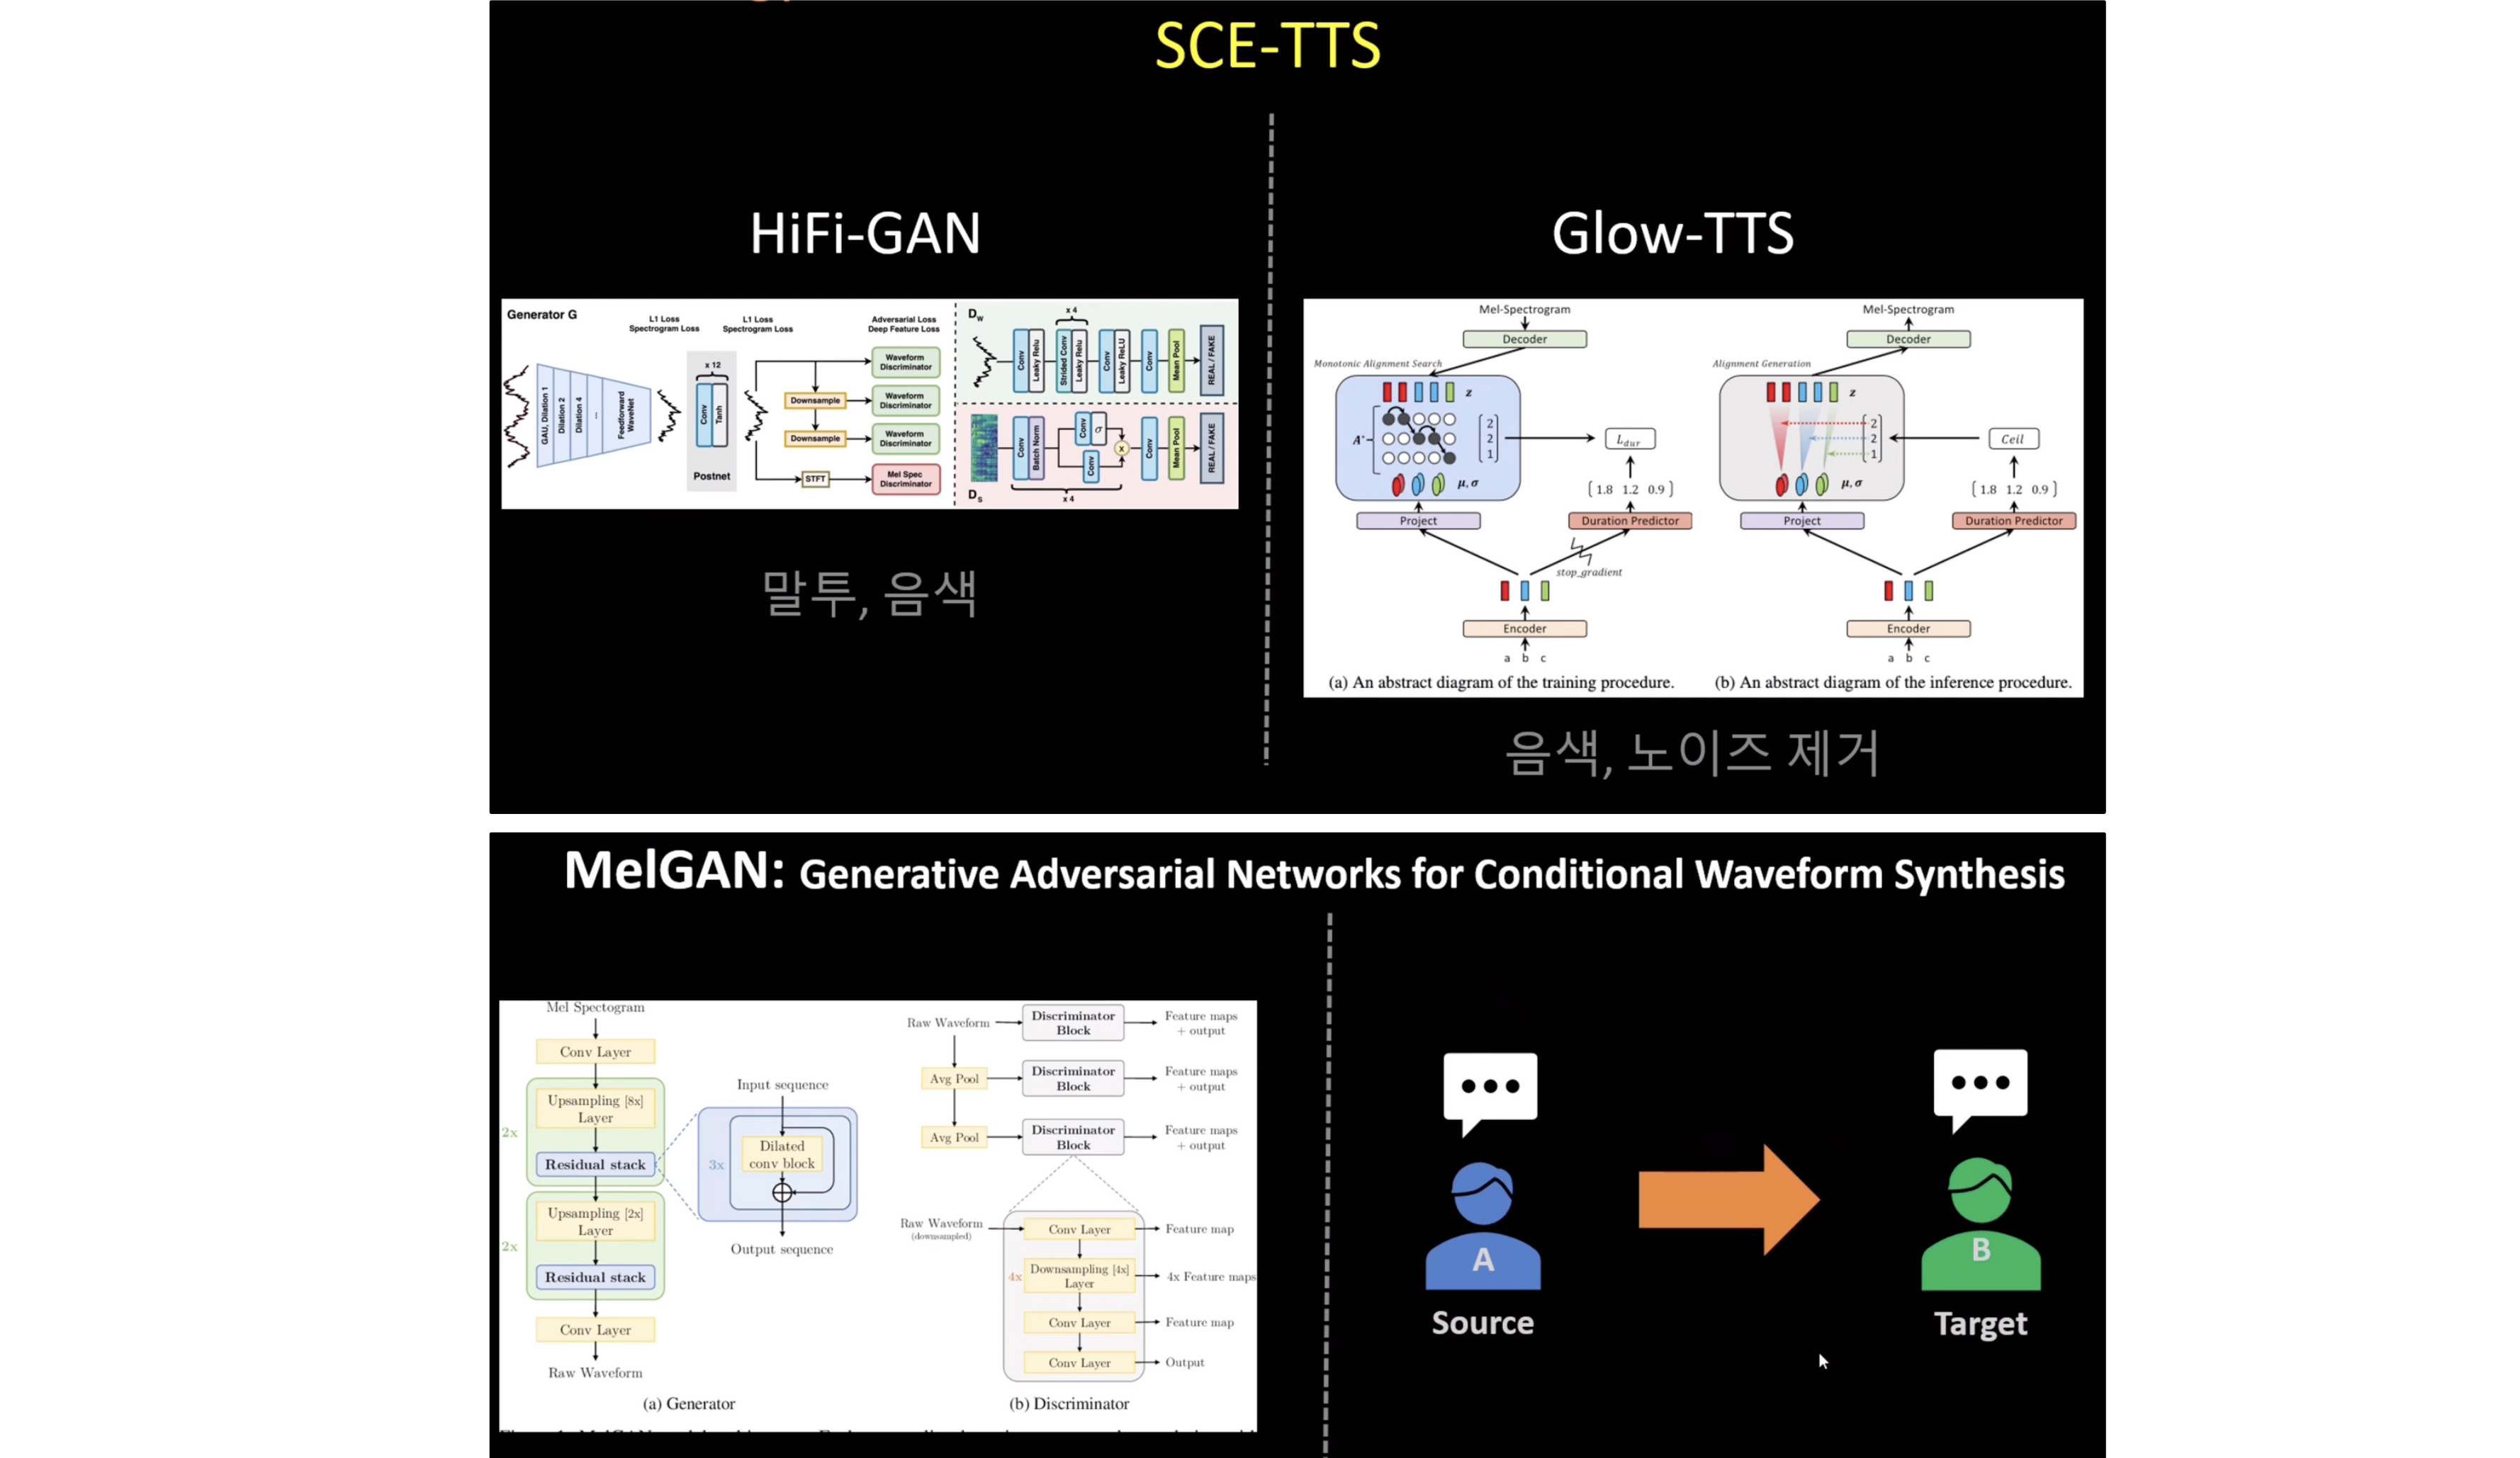 SCE-TTS
HiFi-GAN
Generator G
L1 Loss
Spectrogram Loss
L1 Loss
Spectrogram Loss
Adversarial Loss
Deep Feature Loss
GAU, Dilation 1
Dilation 2
Dilation 4
...
Feedforward
WaveNet
x 12
Conv
Tanh
Postnet
Downsample
Downsample
STFT
Waveform
Discriminator
Waveform
Discriminator
Waveform
Discriminator
Mel Spec
Discriminator
Dw
x 4
Conv
Leaky Relu
Strided Conv
Leaky Relu
Conv
Leaky ReLU
Conv
Mean Pool
REAL / FAKE
Conv
Batch Norm
Conv
σ
Conv
x
Conv
Mean Pool
REAL / FAKE
Ds
x 4
말투, 음색
Glow-TTS
Mel-Spectrogram
Decoder
Monotonic Alignment Search
z
A*
2
2
1
μ, σ
Project
L dur
1.8 1.2 0.9
Duration Predictor
stop_gradient
Encoder
a b c
(a) An abstract diagram of the training procedure.
Mel-Spectrogram
Decoder
Alignment Generation
z
2
2
1
μ, σ
Project
Ceil
1.8 1.2 0.9
Duration Predictor
Encoder
a b c
(b) An abstract diagram of the inference procedure.
음색, 노이즈 제거
MelGAN: Generative Adversarial Networks for Conditional Waveform Synthesis
Mel Spectogram
Conv Layer
2x
Upsampling [8x]
Layer
Residual stack
2x
Upsampling [2x]
Layer
Residual stack
Conv Layer
Raw Waveform
Input sequence
3x
Dilated
conv block
Output sequence
(a) Generator
Raw Waveform
Discriminator
Block
Feature maps
+ output
Avg Pool
Discriminator
Block
Feature maps
+ output
Avg Pool
Discriminator
Block
Feature maps
+ output
Raw Waveform
(downsampled)
Conv Layer
Feature map
4x
Downsampling [4x]
Layer
4x Feature maps
Conv Layer
Feature map
Conv Layer
Output
(b) Discriminator
A
Source
B
Target